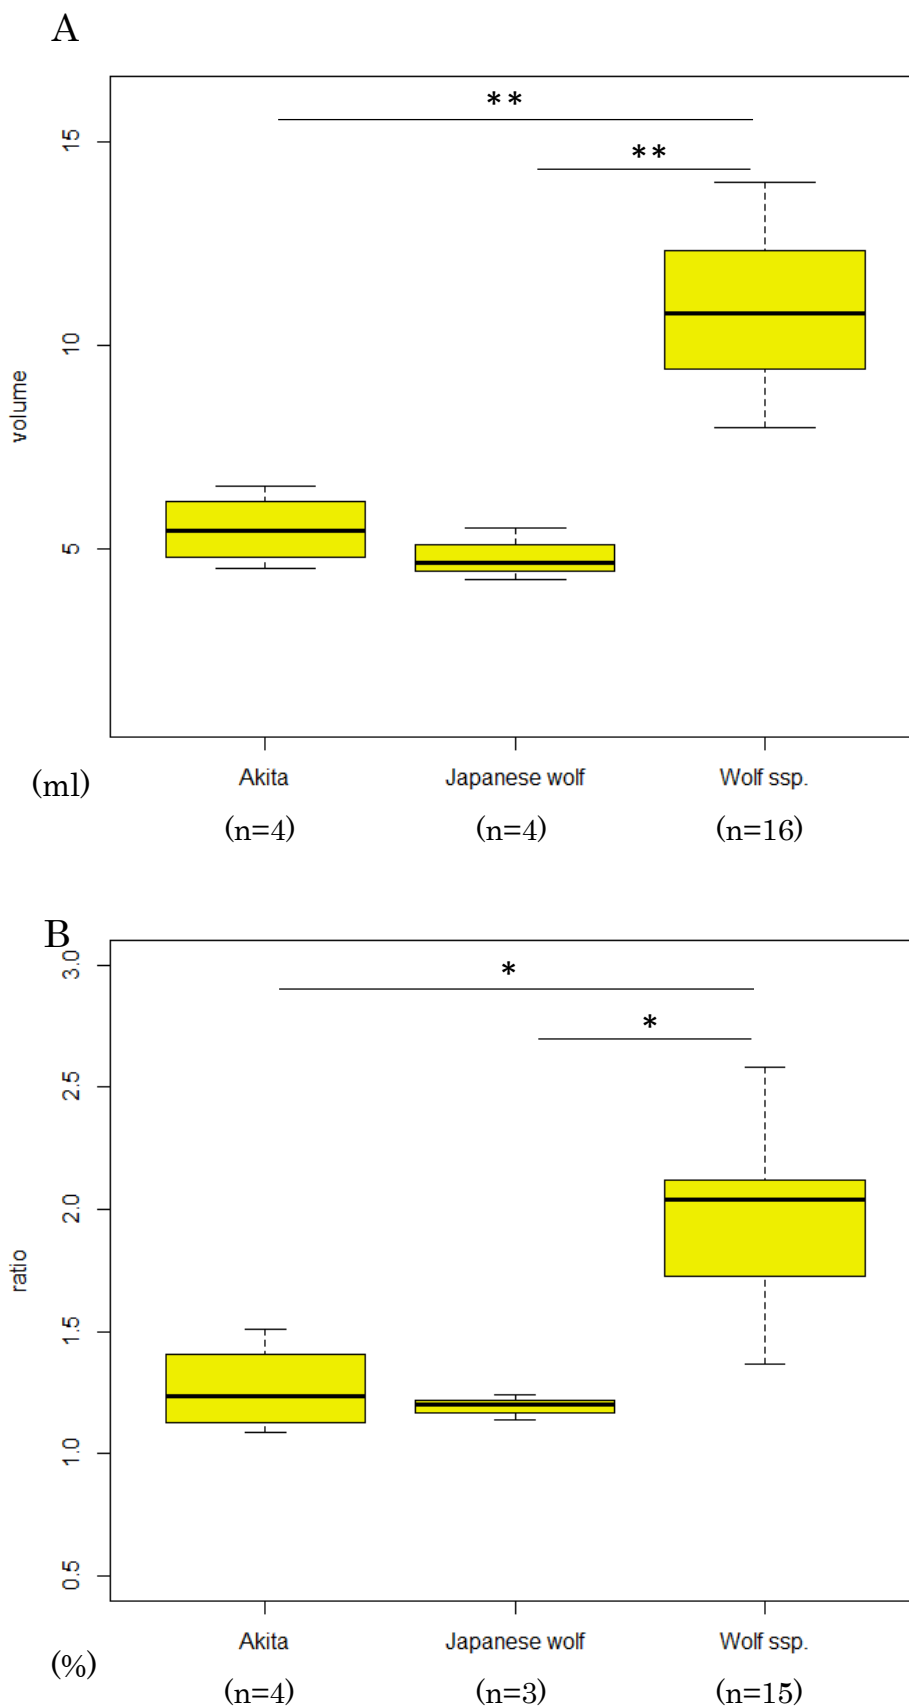 A
**
**
15
10
5
volume
(ml)
Akita Japanese wolf Wolf ssp.
(n=4) (n=4) (n=16)
B
*
*
3.0
2.5
2.0
1.5
1.0
0.5
ratio
(%)
Akita Japanese wolf Wolf ssp.
(n=4) (n=3) (n=15)